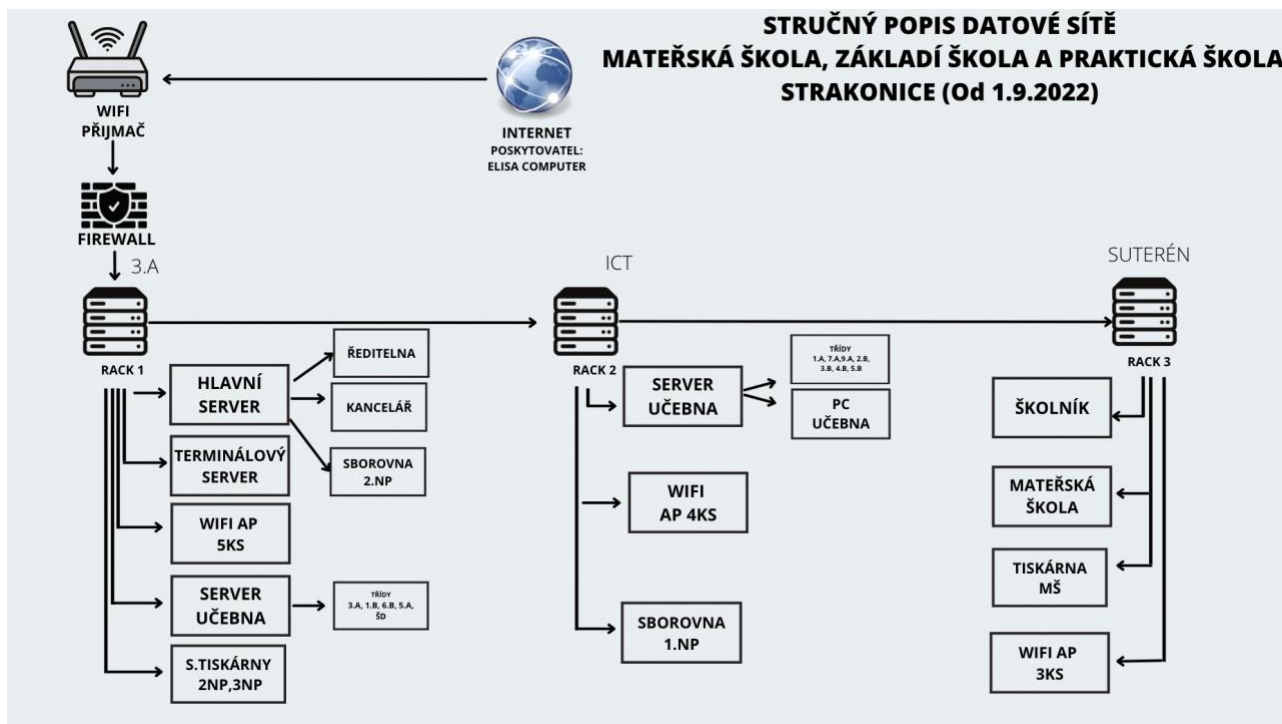 STRUČNÝ POPIS DATOVÉ SÍTĚ
MATEŘSKÁ ŠKOLA, ZÁKLADÍ ŠKOLA A PRAKTICKÁ ŠKOLA
STRAKONICE (Od 1.9.2022)
WIFI
PŘIJMAČ
INTERNET
POSKYTOVATEL:
ELISA COMPUTER
FIREWALL
3.A
ICT
SUTERÉN
RACK 1
HLAVNÍ
SERVER
ŘEDITELNA
KANCELÁŘ
SBOROVNA
2.NP
TERMINÁLOVÝ
SERVER
WIFI AP
5KS
SERVER
UČEBNA
TŘÍDY
3.A, 1.B, 6.B, 5.A,
ŠD
S.TISKÁRNY
2NP,3NP
RACK 2
SERVER
UČEBNA
TŘÍDY
1.A, 7.A,9.A, 2.B,
3.B, 4.B, 5.B
PC
UČEBNA
WIFI
AP 4KS
SBOROVNA
1.NP
RACK 3
ŠKOLNÍK
MATEŘSKÁ
ŠKOLA
TISKÁRNA
MŠ
WIFI AP
3KS